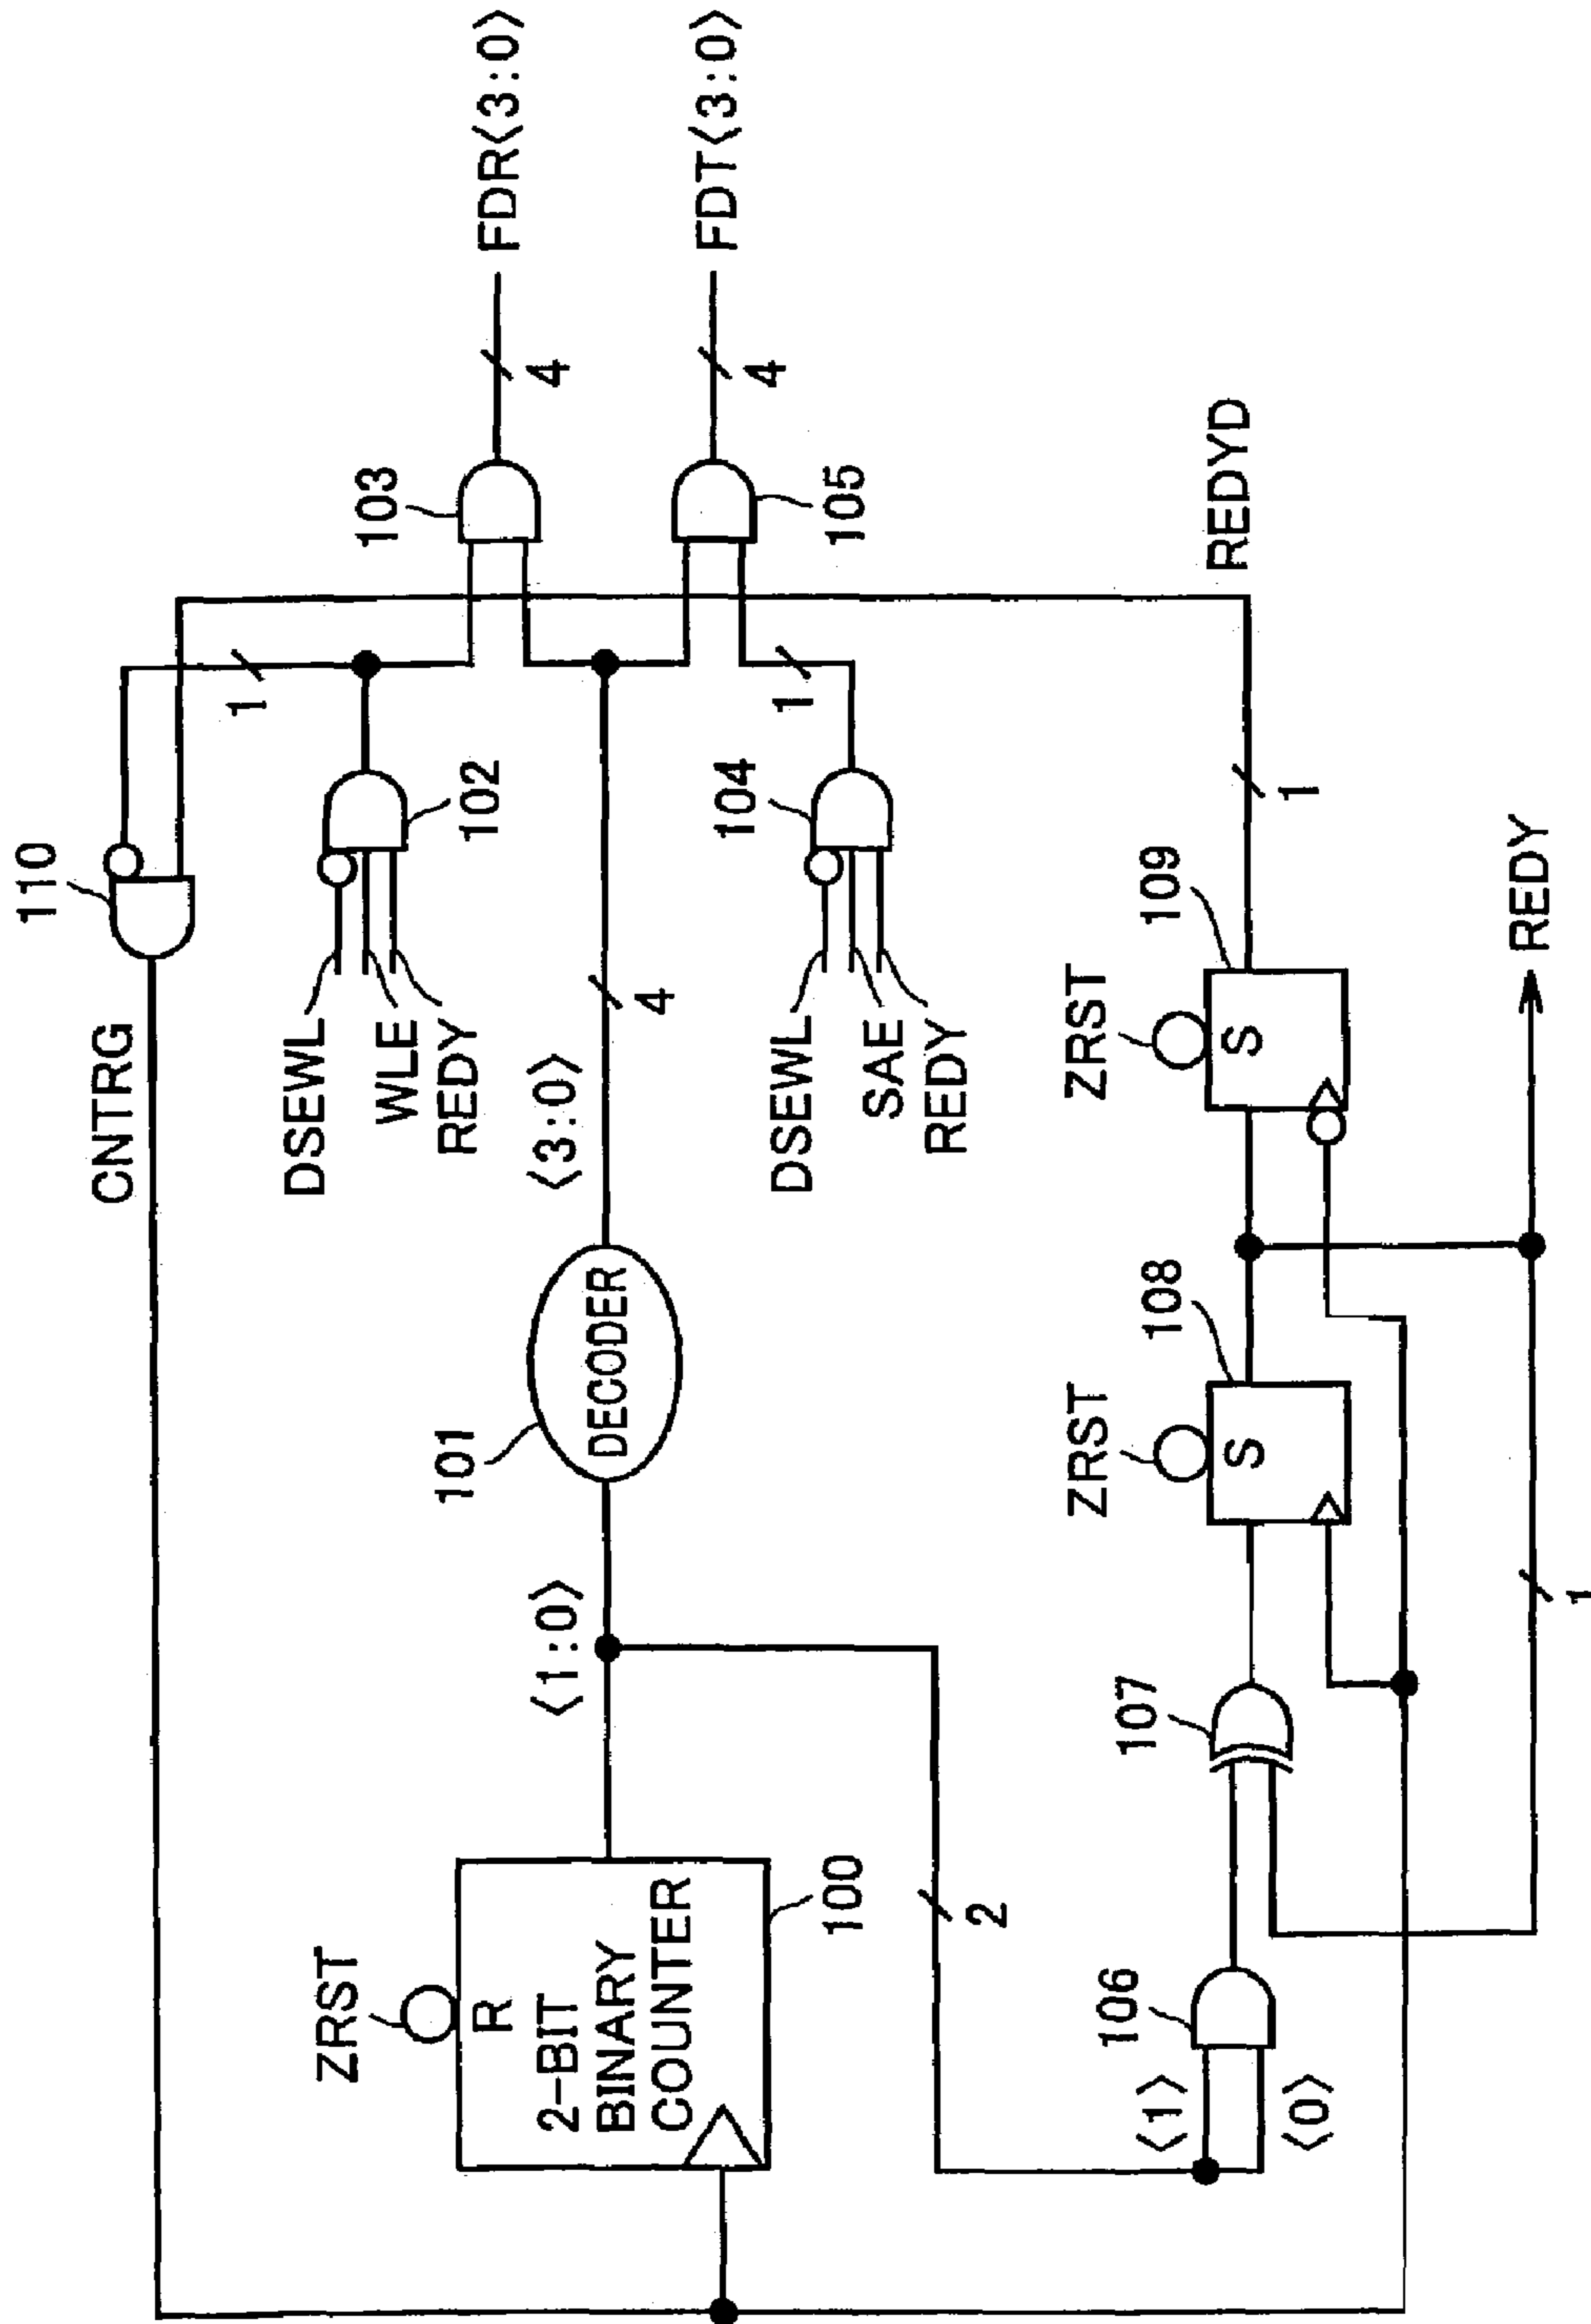 110
CNTRG
1
DSEWL
WLE
REDY
102
103
FDR<3:0>
4
ZRST
R
2-BIT
BINARY
COUNTER
100
<1:0>
101
DECODER
<3:0>
4
DSEWL
SAE
REDY
104
1
105
FDT<3:0>
4
2
<1>
<0>
106
107
ZRST
S
108
ZRST
S
109
1
REDYD
1
REDY